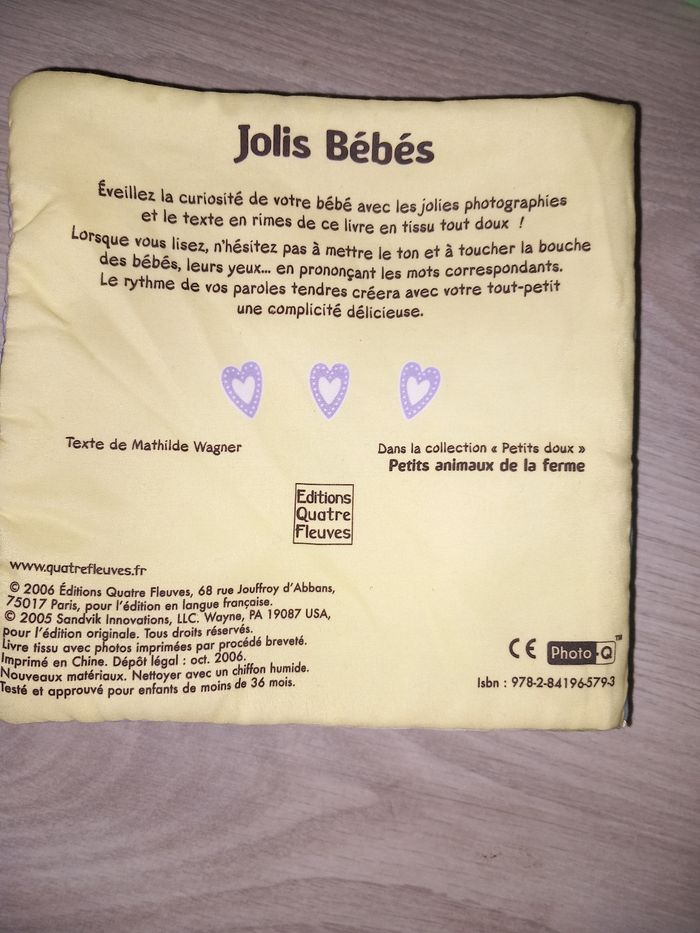 Jolis Bébés
Éveillez la curiosité de votre bébé avec les jolies photographies
et le texte en rimes de ce livre en tissu tout doux !
Lorsque vous lisez, n'hésitez pas à mettre le ton et à toucher la bouche
des bébés, leurs yeux... en prononçant les mots correspondants.
Le rythme de vos paroles tendres créera avec votre tout-petit
une complicité délicieuse.
Texte de Mathilde Wagner
Dans la collection « Petits doux »
Petits animaux de la ferme
Editions
Quatre
Fleuves
www.quatrefleuves.fr
© 2006 Éditions Quatre Fleuves, 68 rue Jouffroy d'Abbans,
75017 Paris, pour l'édition en langue française.
© 2005 Sandvik Innovations, LLC. Wayne, PA 19087 USA,
pour l'édition originale. Tous droits réservés.
Livre tissu avec photos imprimées par procédé breveté.
Imprimé en Chine. Dépôt légal : oct. 2006.
Nouveaux matériaux. Nettoyer avec un chiffon humide.
Testé et approuvé pour enfants de moins de 36 mois.
CE Photo•Q™
Isbn : 978-2-84196-579-3